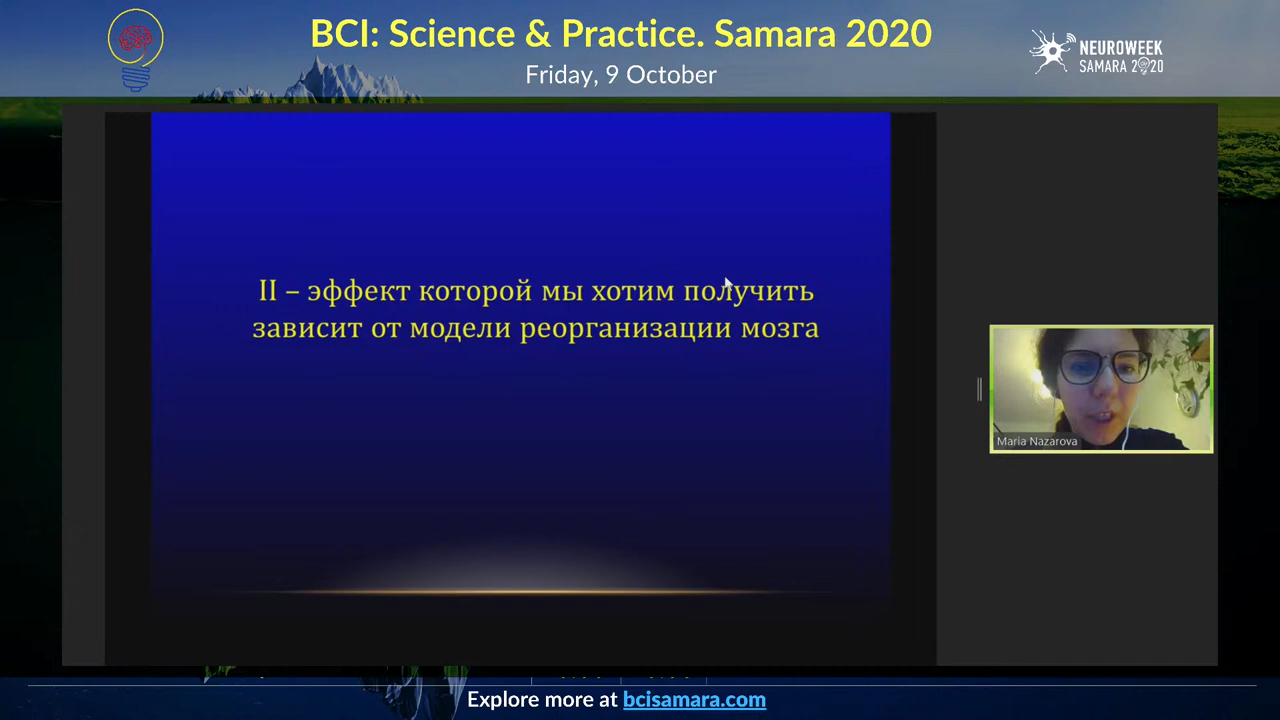 BCI: Science & Practice. Samara 2020
Friday, 9 October
NEUROWEEK
SAMARA 2020
II – эффект которой мы хотим получить
зависит от модели реорганизации мозга
Maria Nazarova
Explore more at bcisamara.com